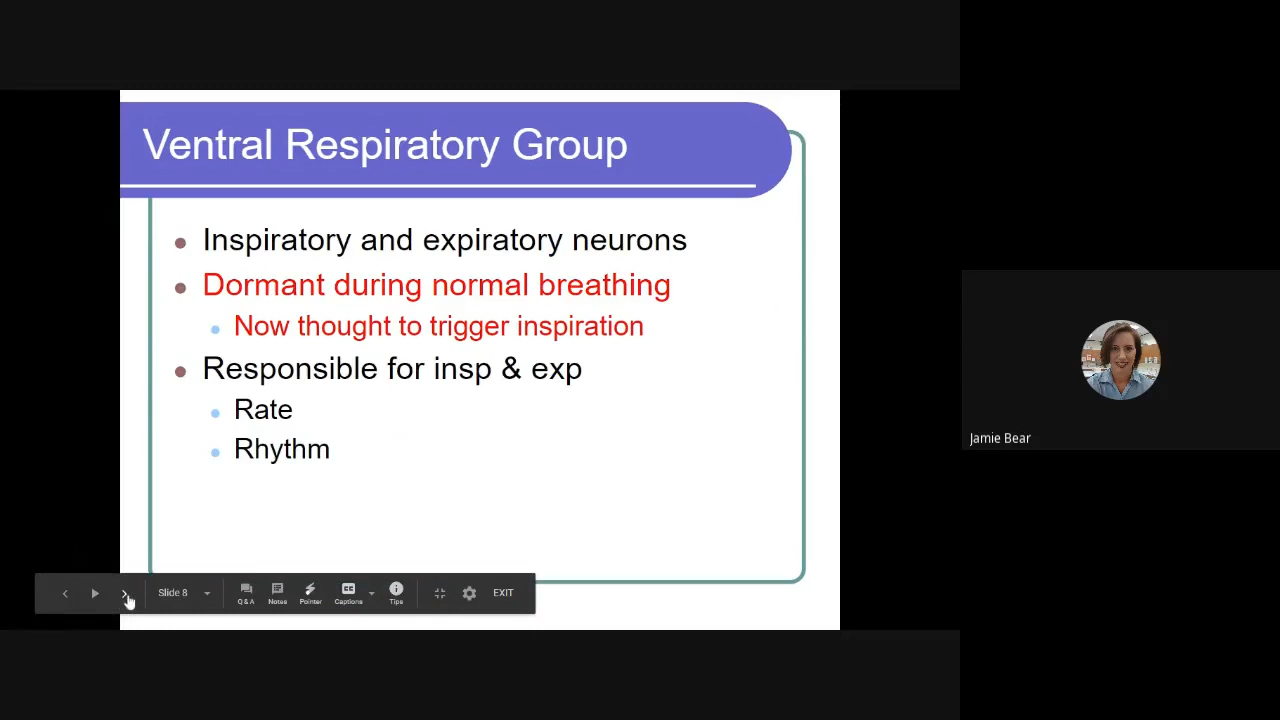 Ventral Respiratory Group
Inspiratory and expiratory neurons
Dormant during normal breathing
Now thought to trigger inspiration
Responsible for insp & exp
Rate
Rhythm
Jamie Bear
Slide 8
Q&A
Notes
Pointer
CC
Captions
Tips
EXIT